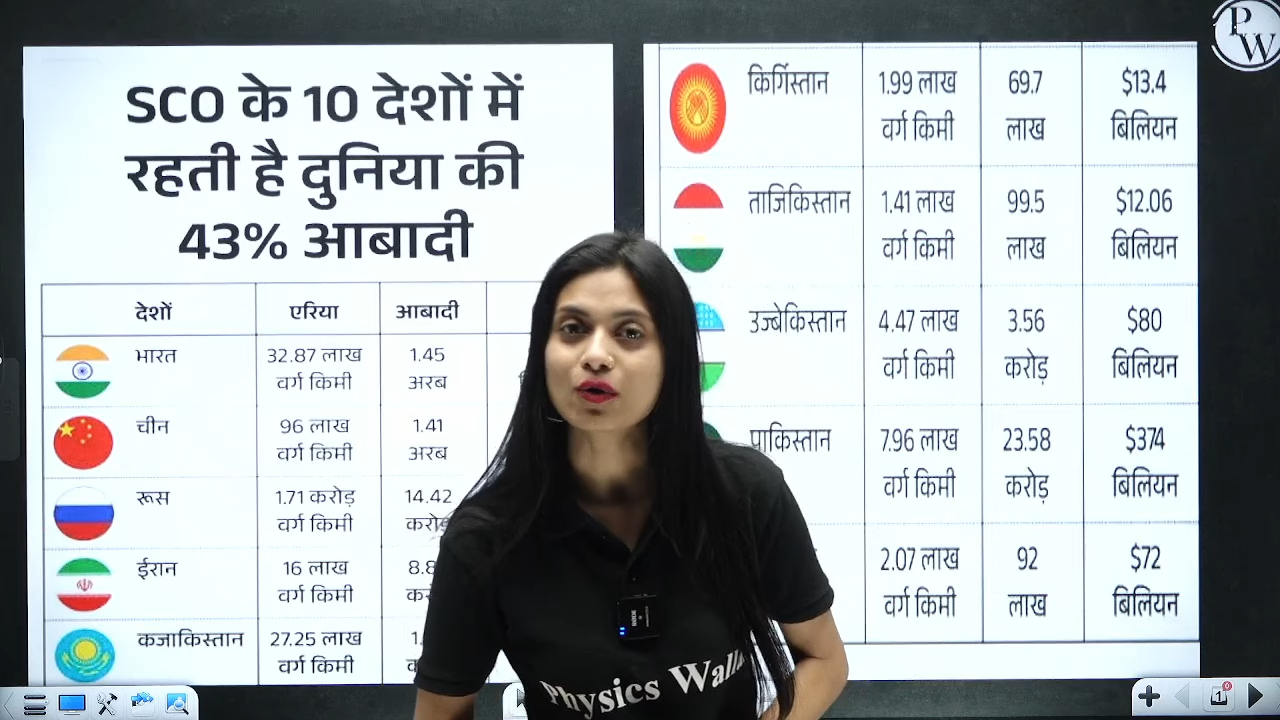 SCO के 10 देशों में
रहती है दुनिया की
43% आबादी
देशों एरिया आबादी
भारत 32.87 लाख 1.45
वर्ग किमी अरब
चीन 96 लाख 1.41
वर्ग किमी अरब
रूस 1.71 करोड़ 14.42
वर्ग किमी
ईरान 16 लाख
वर्ग किमी
कजाकिस्तान 27.25 लाख
वर्ग किमी
किर्गिस्तान 1.99 लाख 69.7 $13.4
वर्ग किमी लाख बिलियन
ताजिकिस्तान 1.41 लाख 99.5 $12.06
वर्ग किमी लाख बिलियन
उज्बेकिस्तान 4.47 लाख 3.56 $80
वर्ग किमी करोड़ बिलियन
पाकिस्तान 7.96 लाख 23.58 $374
वर्ग किमी करोड़ बिलियन
2.07 लाख 92 $72
वर्ग किमी लाख बिलियन
PW
Physics
1